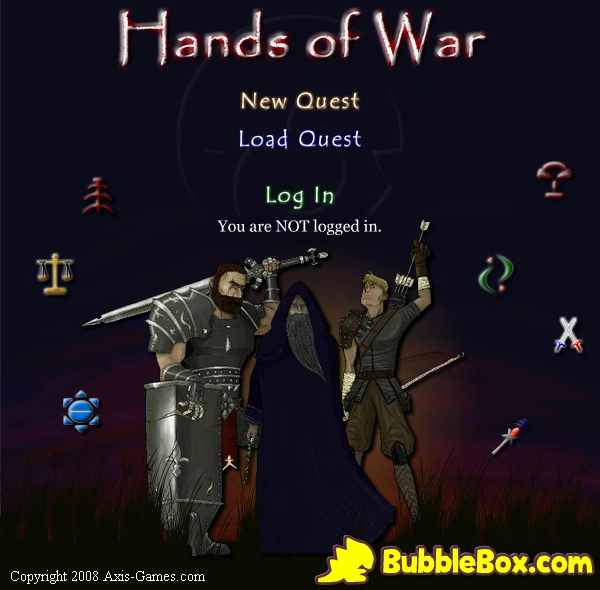 Hands of War
New Quest
Load Quest
Log In
You are NOT logged in.
Copyright 2008 Axis-Games.com
BubbleBox.com